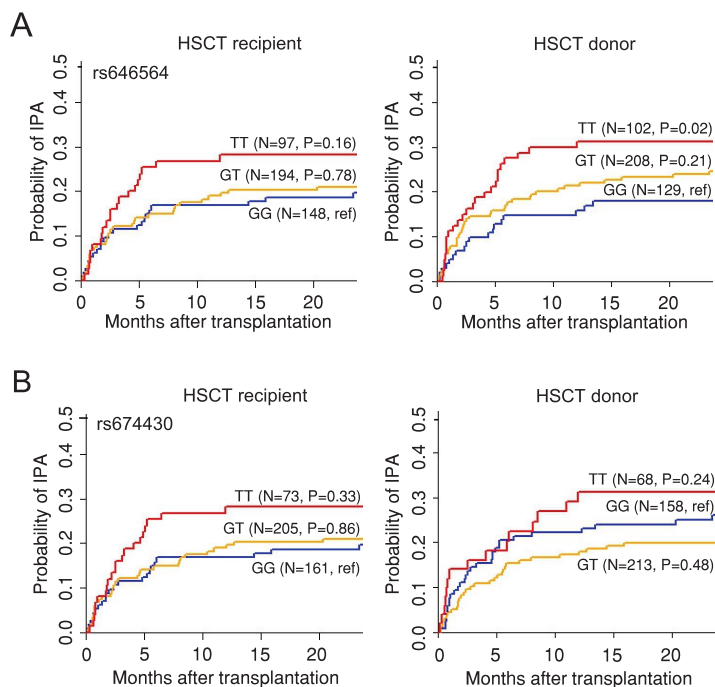 A
HSCT recipient
HSCT donor
rs646564
Probability of IPA
0.5
0.4
0.3
0.2
0.1
0.0
TT (N=97, P=0.16)
GT (N=194, P=0.78)
GG (N=148, ref)
0 5 10 15 20
Months after transplantation
Probability of IPA
0.5
0.4
0.3
0.2
0.1
0.0
TT (N=102, P=0.02)
GT (N=208, P=0.21)
GG (N=129, ref)
0 5 10 15 20
Months after transplantation
B
HSCT recipient
HSCT donor
rs674430
Probability of IPA
0.5
0.4
0.3
0.2
0.1
0.0
TT (N=73, P=0.33)
GT (N=205, P=0.86)
GG (N=161, ref)
0 5 10 15 20
Months after transplantation
Probability of IPA
0.5
0.4
0.3
0.2
0.1
0.0
TT (N=68, P=0.24)
GG (N=158, ref)
GT (N=213, P=0.48)
0 5 10 15 20
Months after transplantation